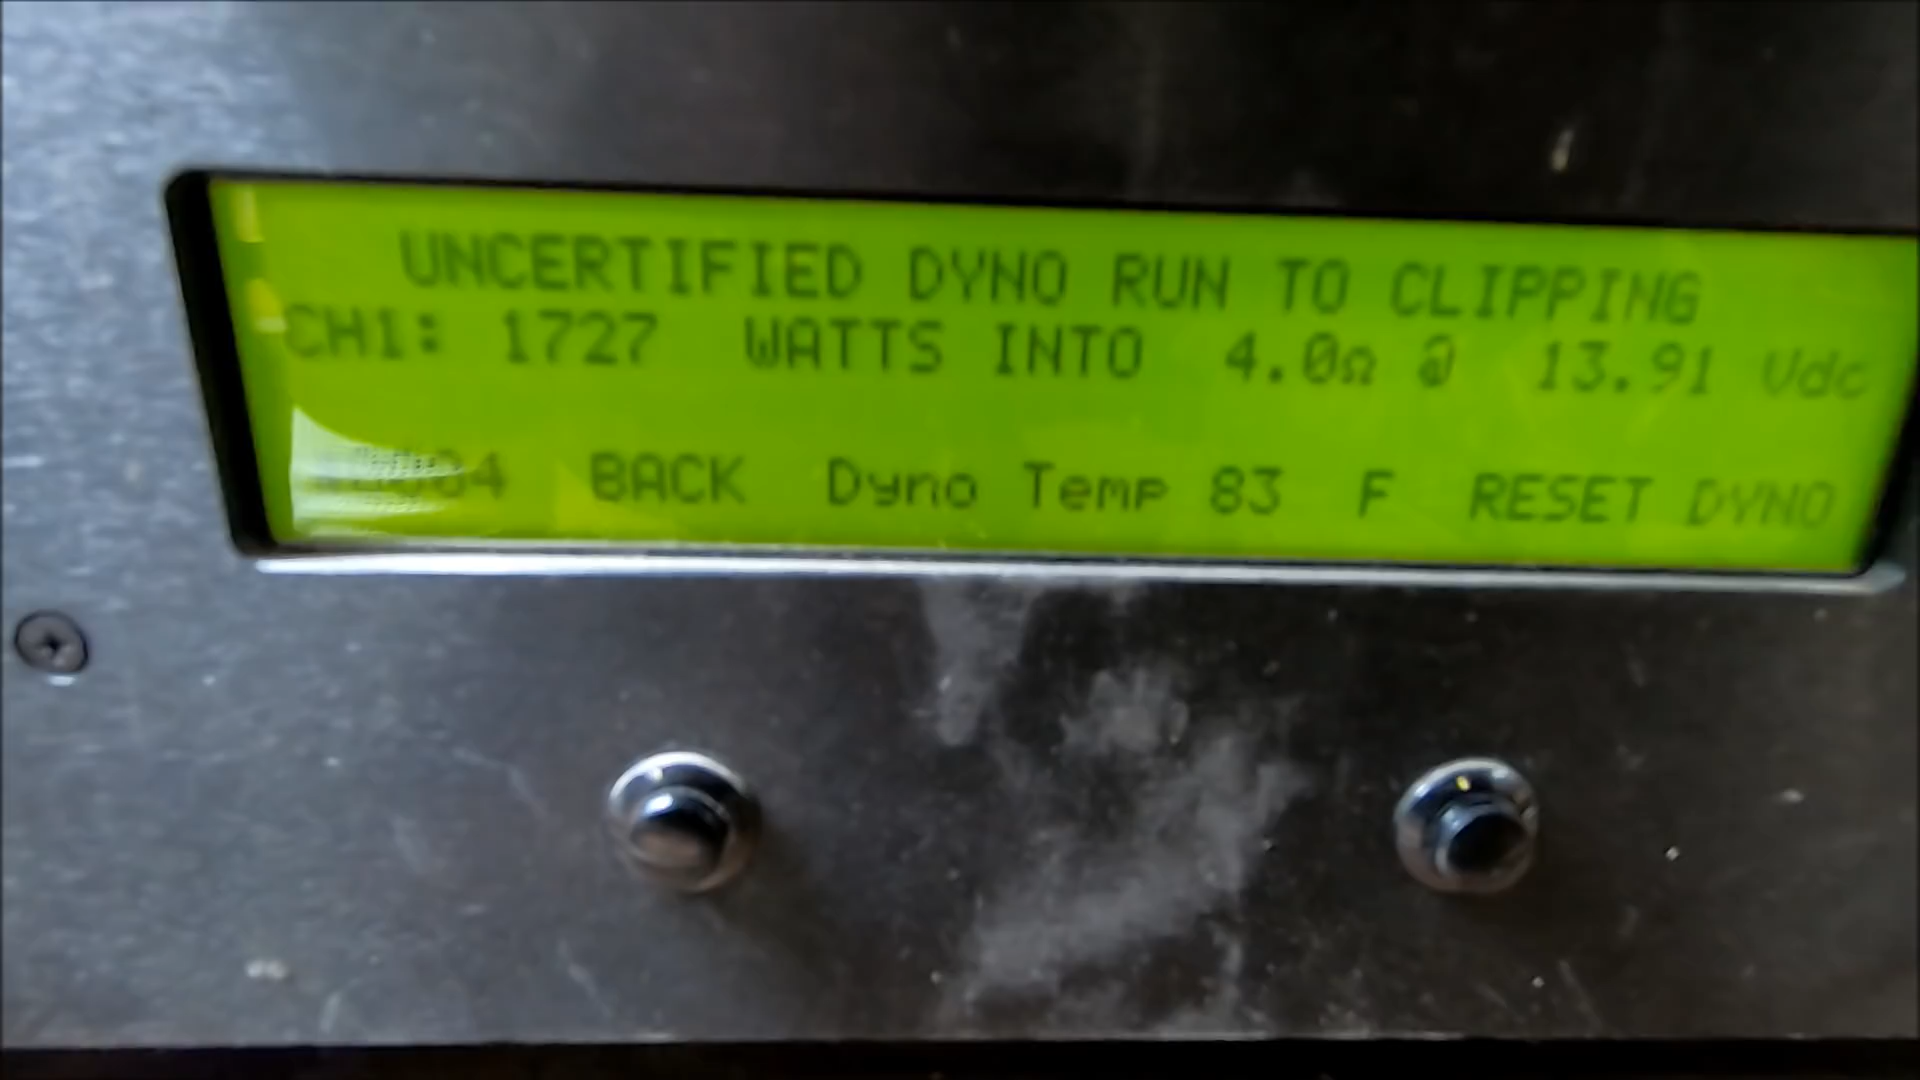 UNCERTIFIED DYNO RUN TO CLIPPING
CH1: 1727 WATTS INTO 4.0Ω @ 13.91 Vdc
BACK Dyno Temp 83 F RESET DYNO